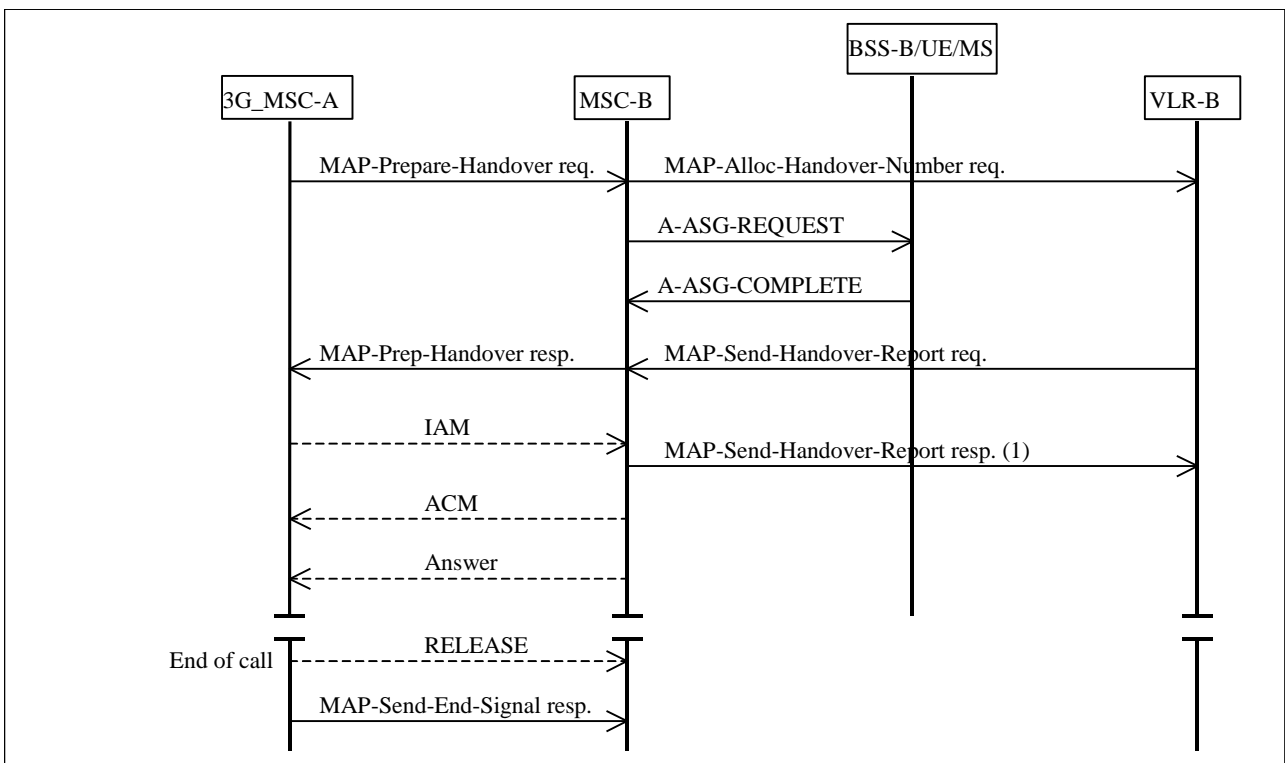 BSS-B/UE/MS
3G_MSC-A
MSC-B
VLR-B
MAP-Prepare-Handover req.
MAP-Alloc-Handover-Number req.
A-ASG-REQUEST
A-ASG-COMPLETE
MAP-Prep-Handover resp.
MAP-Send-Handover-Report req.
IAM
MAP-Send-Handover-Report resp. (1)
ACM
Answer
RELEASE
End of call
MAP-Send-End-Signal resp.